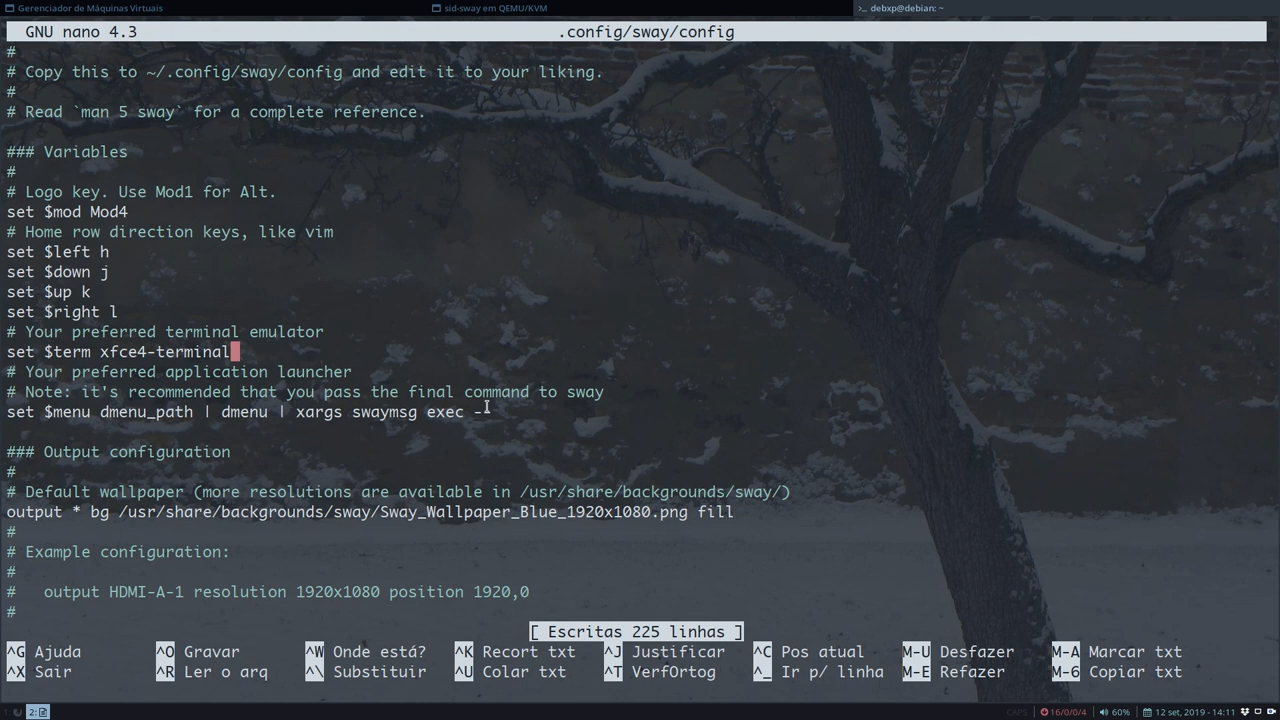 Gerenciador de Máquinas Virtuais
sid-sway em QEMU/KVM
debxp@debian: ~
GNU nano 4.3
.config/sway/config
#
# Copy this to ~/.config/sway/config and edit it to your liking.
#
# Read `man 5 sway` for a complete reference.
### Variables
#
# Logo key. Use Mod1 for Alt.
set $mod Mod4
# Home row direction keys, like vim
set $left h
set $down j
set $up k
set $right l
# Your preferred terminal emulator
set $term xfce4-terminal
# Your preferred application launcher
# Note: it's recommended that you pass the final command to sway
set $menu dmenu_path | dmenu | xargs swaymsg exec --
### Output configuration
#
# Default wallpaper (more resolutions are available in /usr/share/backgrounds/sway/)
output * bg /usr/share/backgrounds/sway/Sway_Wallpaper_Blue_1920x1080.png fill
#
# Example configuration:
#
#   output HDMI-A-1 resolution 1920x1080 position 1920,0
#
[ Escritas 225 linhas ]
^G Ajuda ^O Gravar ^W Onde está? ^K Recort txt ^J Justificar ^C Pos atual M-U Desfazer M-A Marcar txt
^X Sair ^R Ler o arq ^\ Substituir ^U Colar txt ^T VerfOrtog ^_ Ir p/ linha M-E Refazer M-6 Copiar txt
1: 2: CAPS 16/0/0/4 60% 12 set, 2019 - 14:11